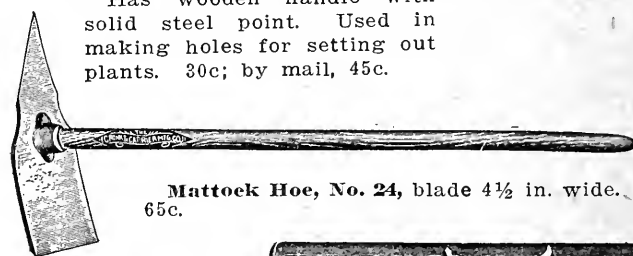 Has wooden handle with
solid steel point. Used in
making holes for setting out
plants. 30c; by mail, 45c.
THE
Mattock Hoe, No. 24, blade 4½ in. wide.
65c.